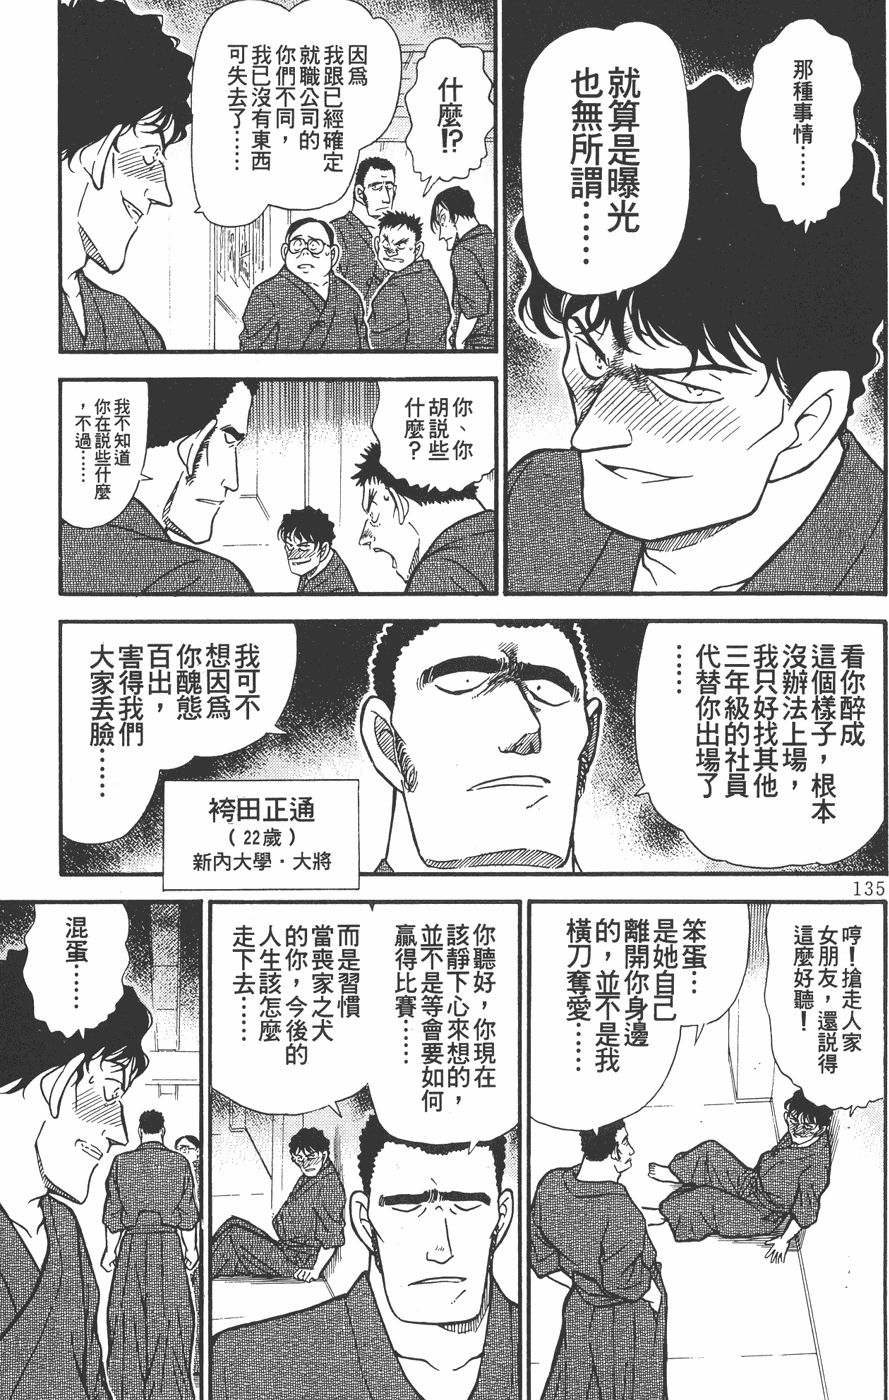 那種事情……
就算是曝光
也無所謂……
什麼!?
因為
我跟已經確定
就職公司的
你們不同，
我已沒有東西
可失去了……
你、你
胡說些
什麼？
我不知道
你在說些什麼
，不過……
看你醉成
這個樣子，根本
沒辦法上場，
我只好找其他
三年級的社員
代替你出場了
……
我可不
想因為
你醜態
百出，
害得我們
大家丟臉……
袴田正通
（22歲）
新內大學·大將
135
哼！搶走人家
女朋友，還說得
這麼好聽！
笨蛋…
是她自己
離開你身邊
的，並不是我
橫刀奪愛……
你聽好，你現在
該靜下心來想的，
並不是等會要如何
贏得比賽……
而是習慣
當喪家之犬
的你，今後的
人生該怎麼
走下去……
混蛋……